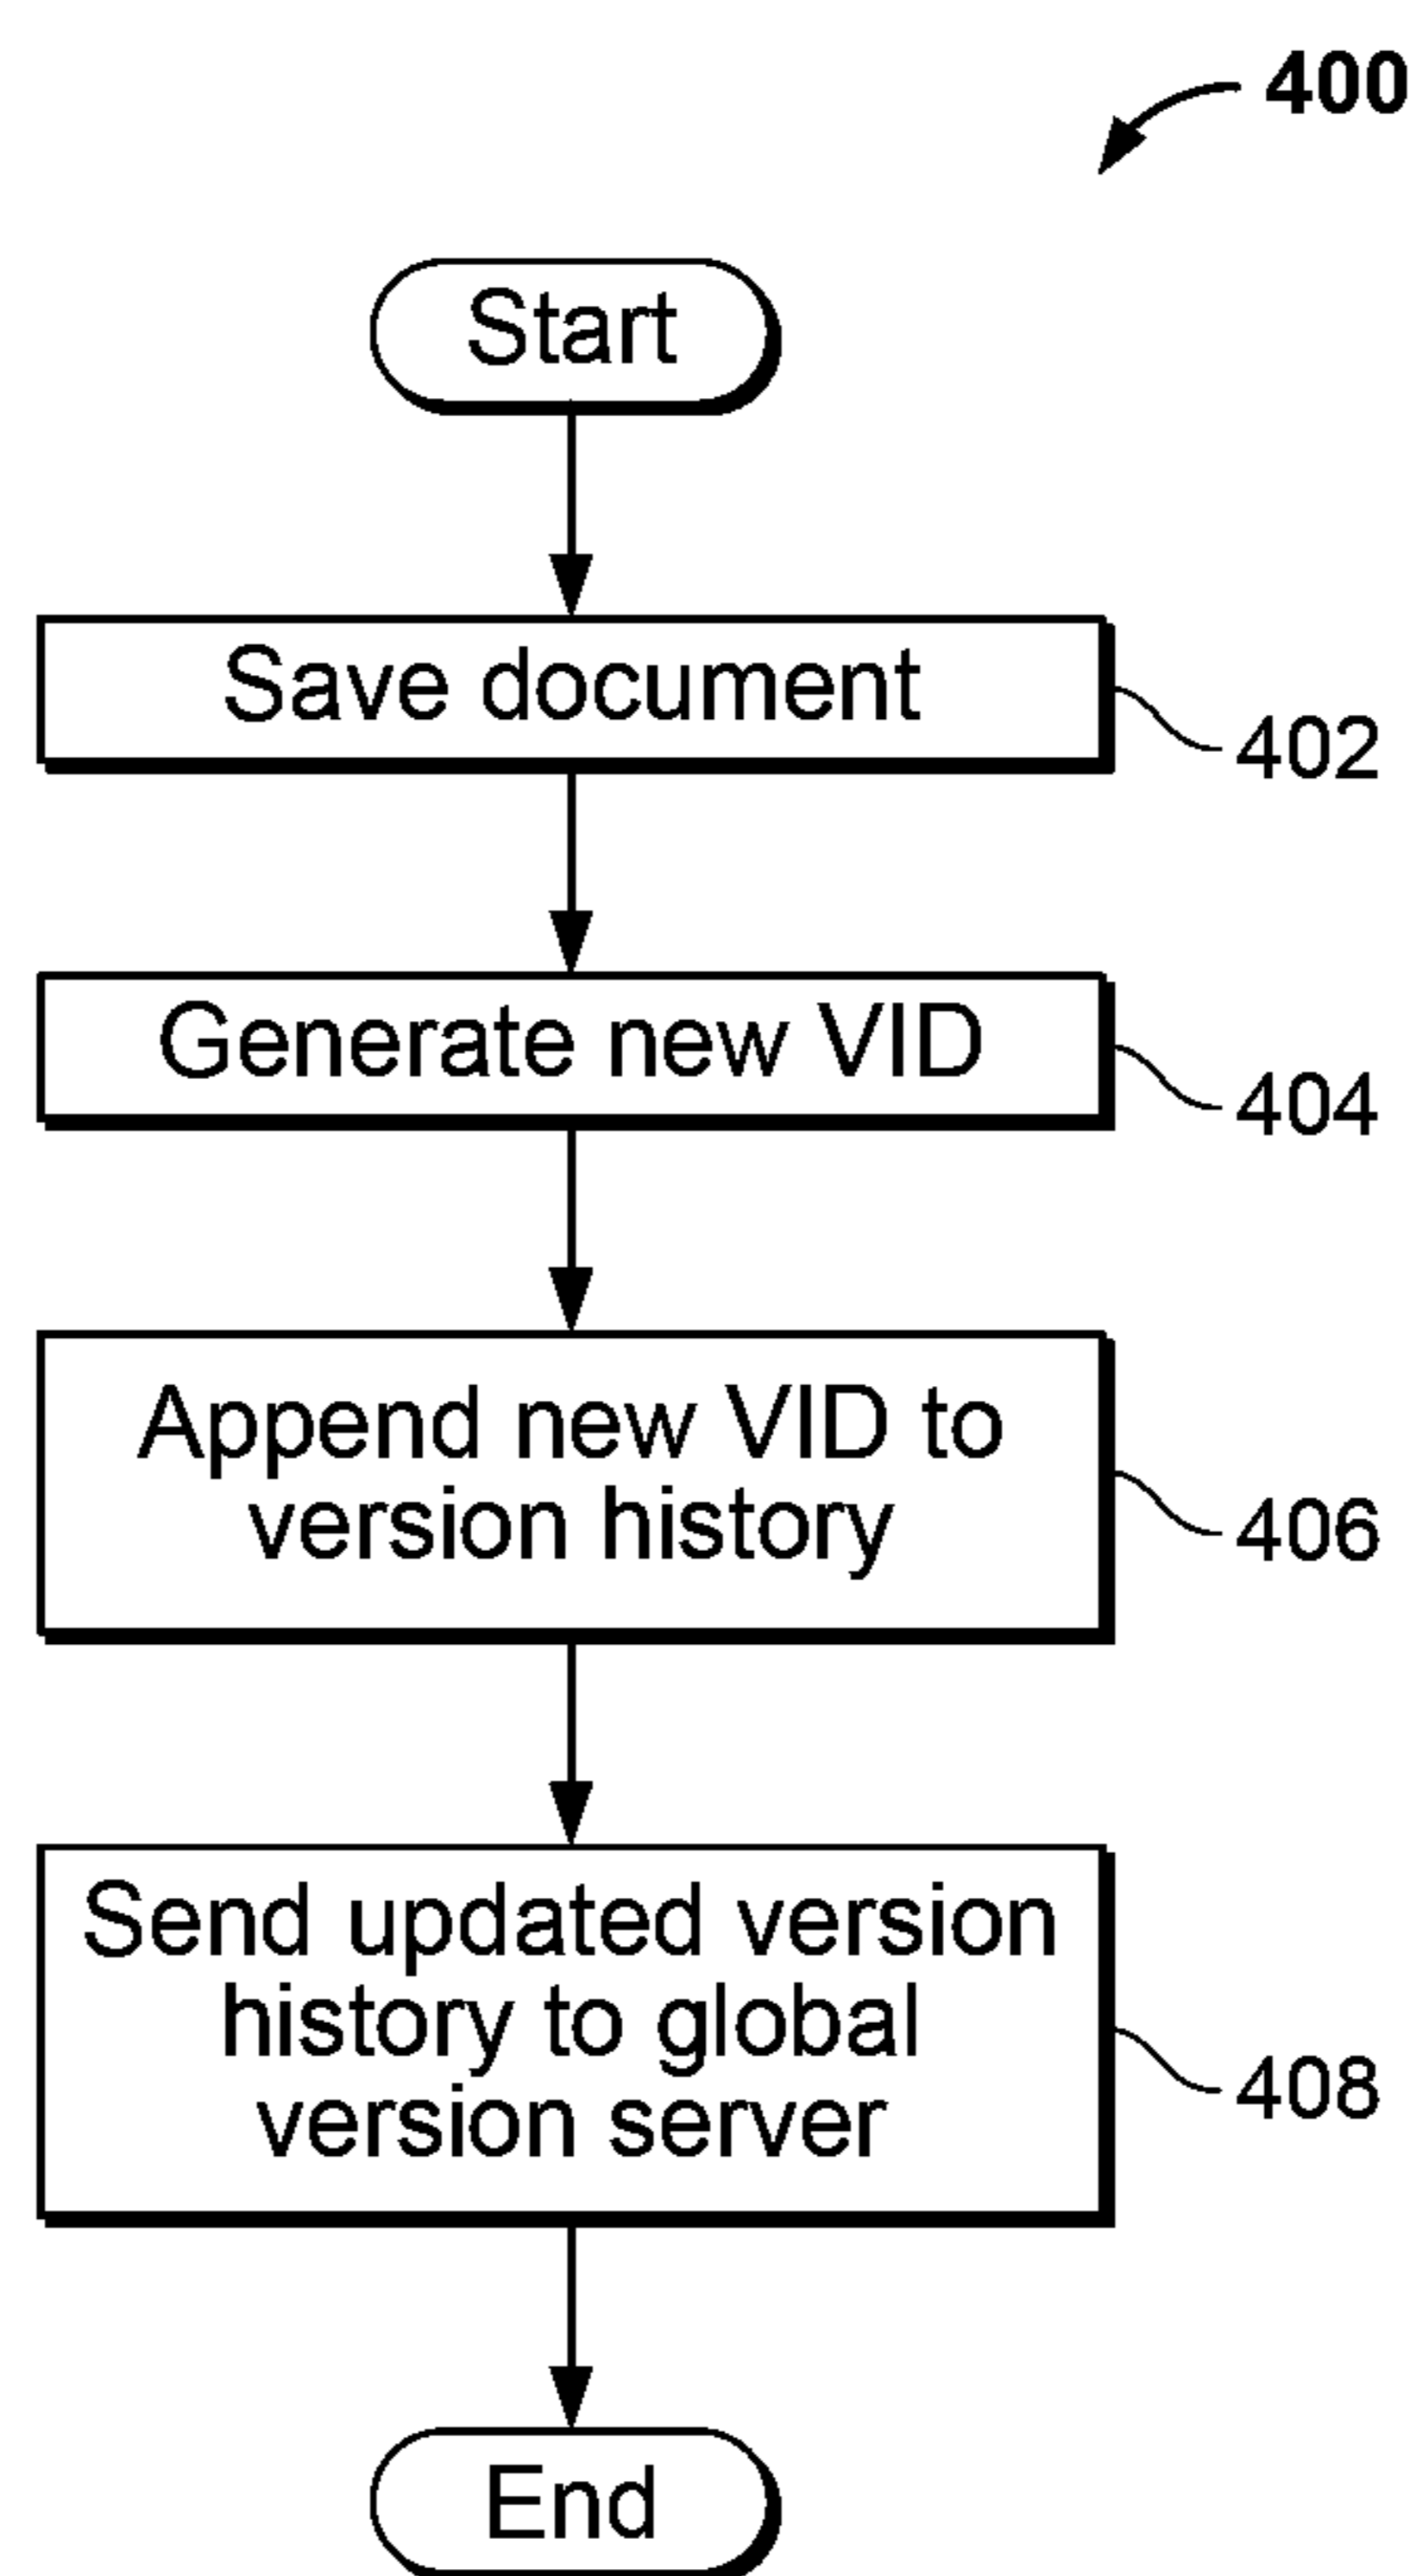 400
Start
Save document
402
Generate new VID
404
Append new VID to
version history
406
Send updated version
history to global
version server
408
End